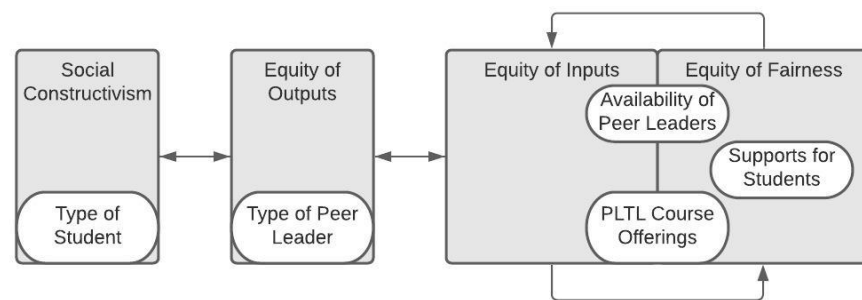 Social
Constructivism
Type of
Student
Equity of
Outputs
Type of Peer
Leader
Equity of Inputs
Equity of Fairness
Availability of
Peer Leaders
Supports for
Students
PLTL Course
Offerings